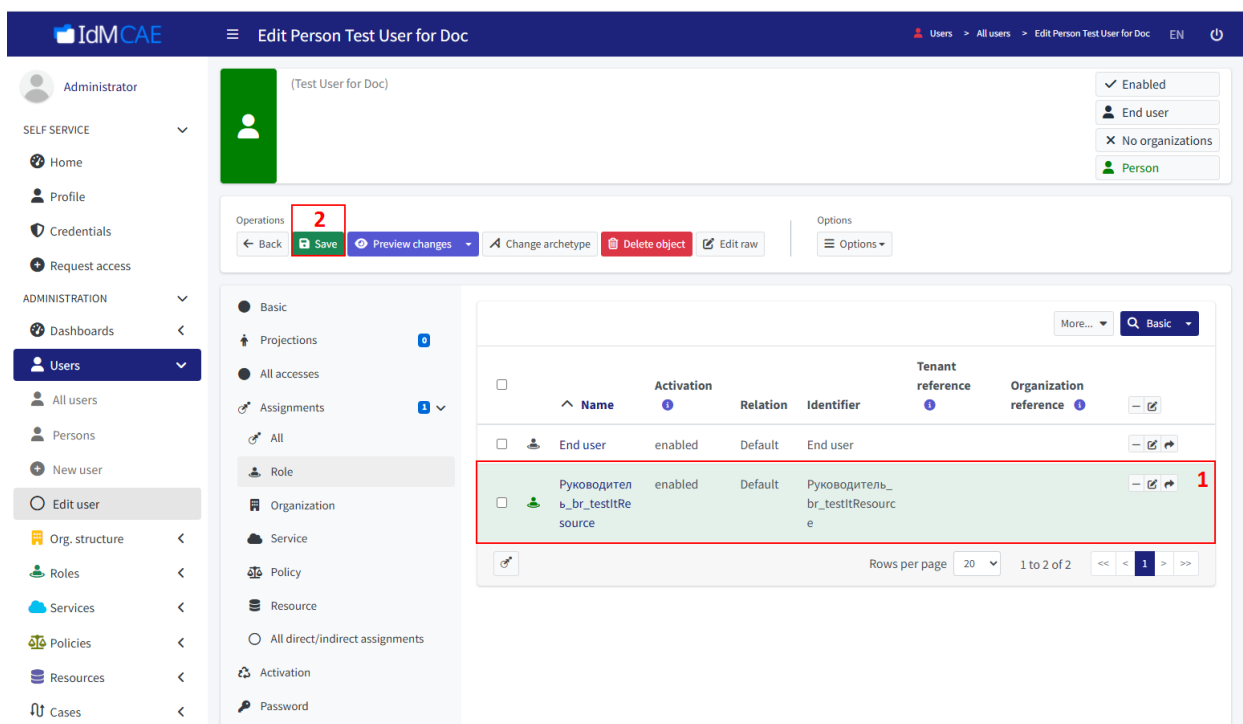 IdMCAE
Edit Person Test User for Doc
Users > All users > Edit Person Test User for Doc
EN
Administrator
SELF SERVICE
Home
Profile
Credentials
Request access
ADMINISTRATION
Dashboards
Users
All users
Persons
New user
Edit user
Org. structure
Roles
Services
Policies
Resources
Cases
(Test User for Doc)
Enabled
End user
No organizations
Person
Operations
2
Back
Save
Preview changes
Change archetype
Delete object
Edit raw
Options
Options
Basic
Projections 0
All accesses
Assignments 1
All
Role
Organization
Service
Policy
Resource
All direct/indirect assignments
Activation
Password
More...
Basic
Name
Activation
Relation
Identifier
Tenant
reference
Organization
reference
End user enabled Default End user
Руководител
ь_br_testItRe
source
enabled
Default
Руководитель_
br_testItResourc
e
1
Rows per page 20
1 to 2 of 2
<< < 1 > >>